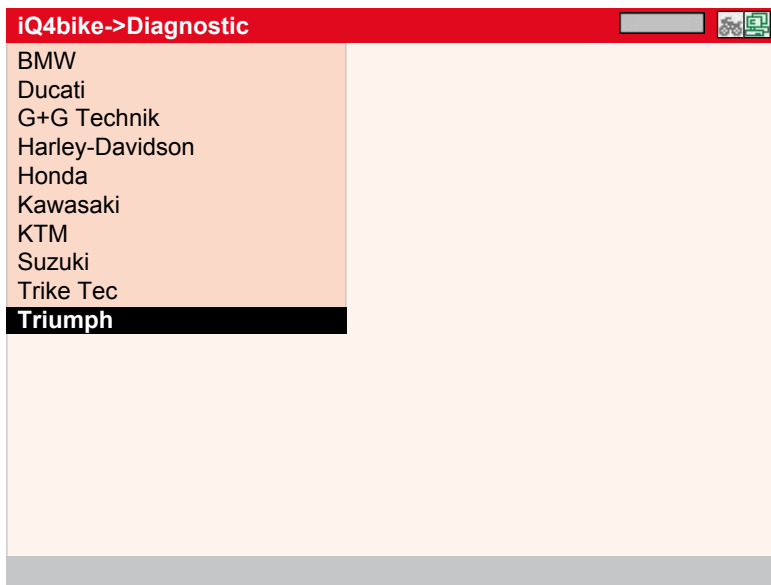 iQ4bike->Diagnostic
BMW
Ducati
G+G Technik
Harley-Davidson
Honda
Kawasaki
KTM
Suzuki
Trike Tec
Triumph